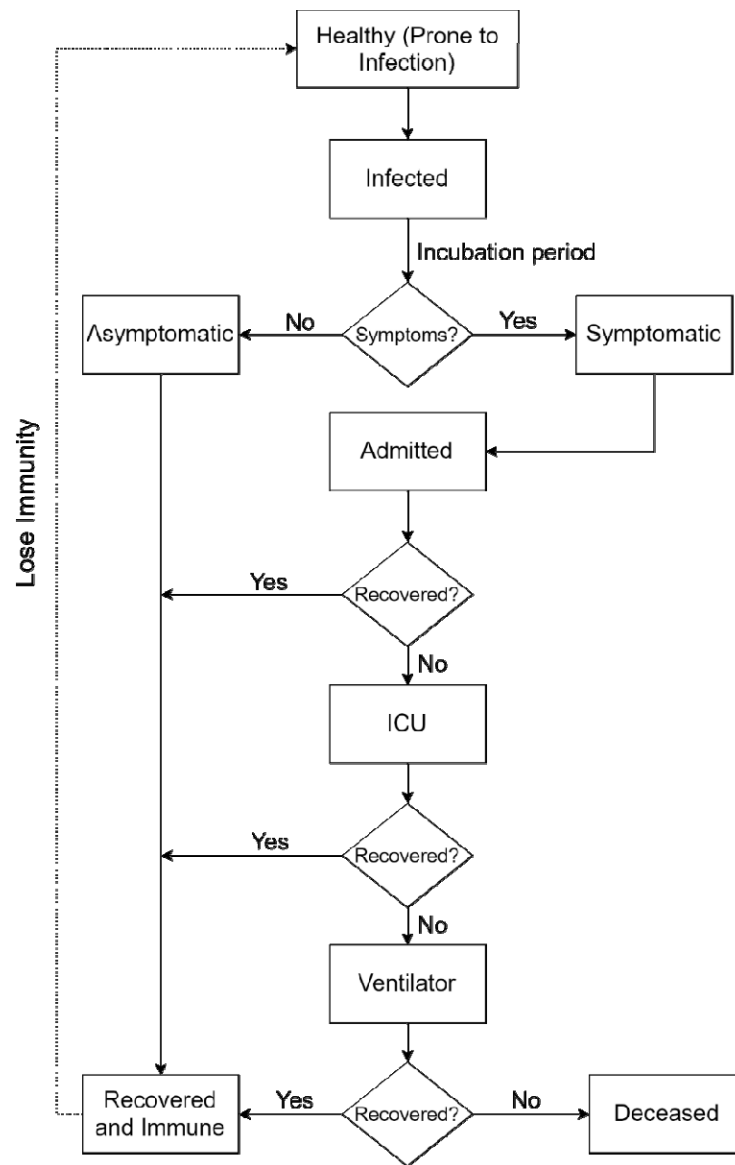 Healthy (Prone to
Infection)
Infected
Incubation period
Asymptomatic
No
Symptoms?
Yes
Symptomatic
Admitted
Lose Immunity
Yes
Recovered?
No
ICU
Yes
Recovered?
No
Ventilator
Recovered
and Immune
Yes
Recovered?
No
Deceased